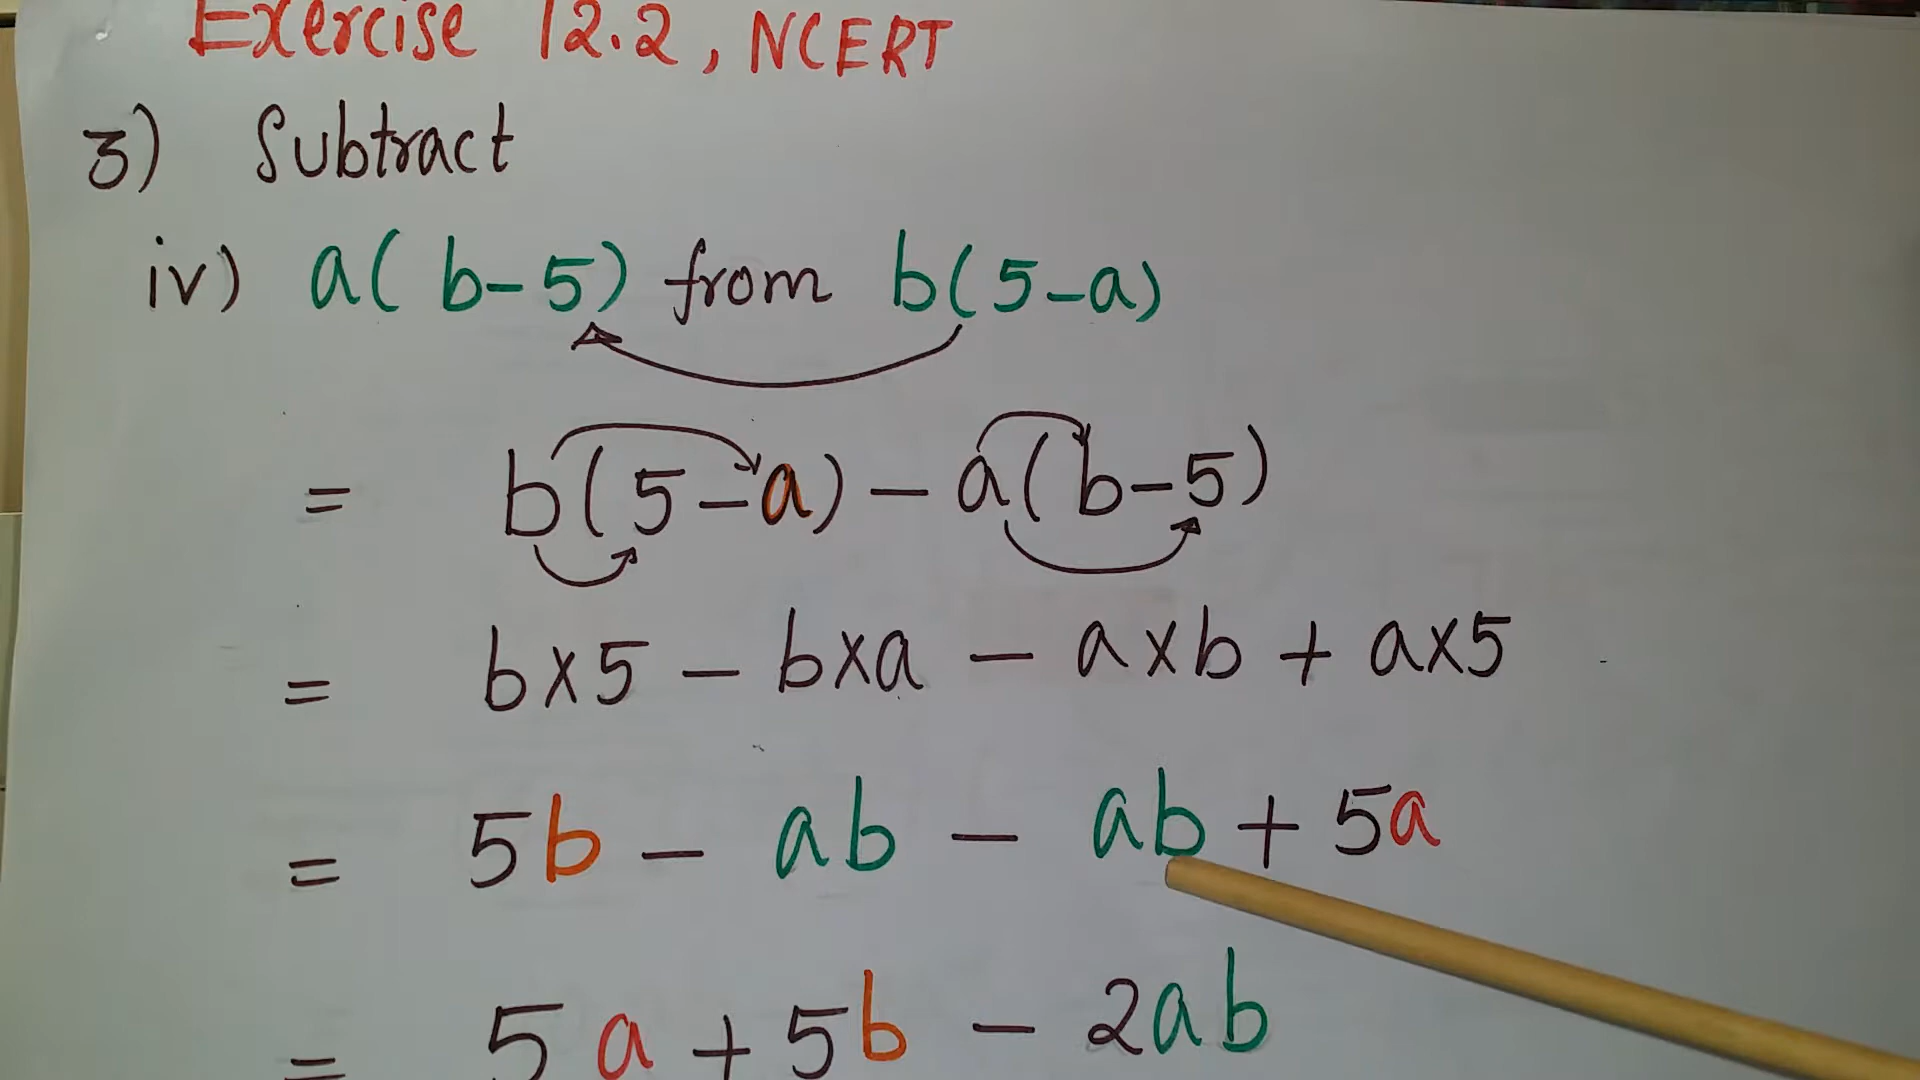 Exercise 12.2, NCERT
3) Subtract
iv) a(b-5) from b(5-a)
= b(5-a) - a(b-5)
= b×5 - b×a - a×b + a×5
= 5b - ab - ab + 5a
= 5a + 5b - 2ab